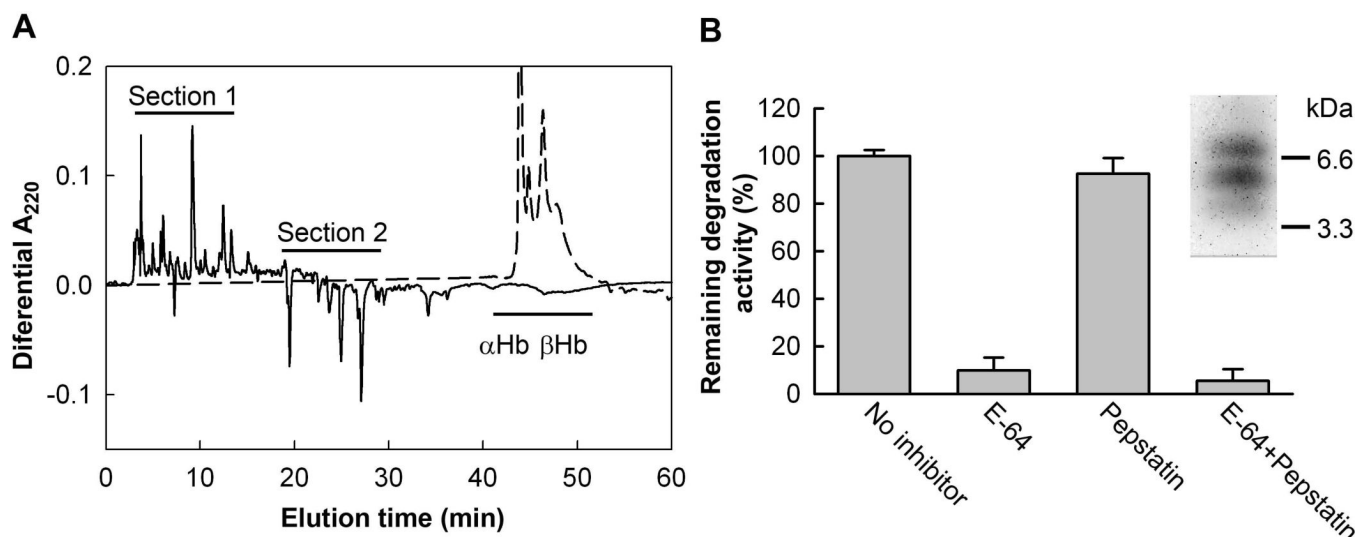 A
Diferential A220
0.2
0.1
0.0
-0.1
Section 1
Section 2
αHb βHb
0 10 20 30 40 50 60
Elution time (min)
B
Remaining degradation
activity (%)
120
100
80
60
40
20
0
No inhibitor
E-64
Pepstatin
E-64+Pepstatin
kDa
6.6
3.3